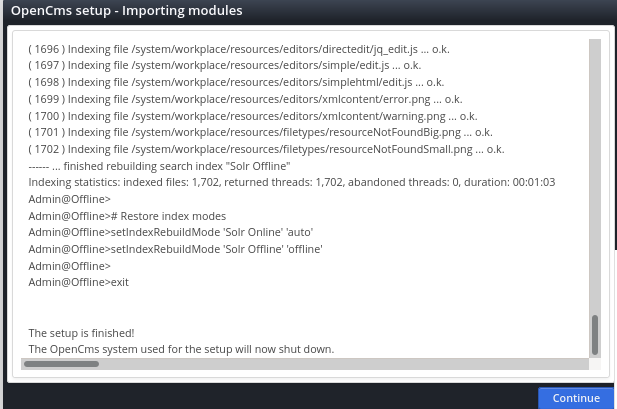 OpenCms setup - Importing modules
( 1696 ) Indexing file /system/workplace/resources/editors/directedit/jq_edit.js ... o.k.
( 1697 ) Indexing file /system/workplace/resources/editors/simple/edit.js ... o.k.
( 1698 ) Indexing file /system/workplace/resources/editors/simplehtml/edit.js ... o.k.
( 1699 ) Indexing file /system/workplace/resources/editors/xmlcontent/error.png ... o.k.
( 1700 ) Indexing file /system/workplace/resources/editors/xmlcontent/warning.png ... o.k.
( 1701 ) Indexing file /system/workplace/resources/filetypes/resourceNotFoundBig.png ... o.k.
( 1702 ) Indexing file /system/workplace/resources/filetypes/resourceNotFoundSmall.png ... o.k.
------ ... finished rebuilding search index "Solr Offline"
Indexing statistics: indexed files: 1,702, returned threads: 1,702, abandoned threads: 0, duration: 00:01:03
Admin@Offline>
Admin@Offline># Restore index modes
Admin@Offline>setIndexRebuildMode 'Solr Online' 'auto'
Admin@Offline>setIndexRebuildMode 'Solr Offline' 'offline'
Admin@Offline>
Admin@Offline>exit
The setup is finished!
The OpenCms system used for the setup will now shut down.
Continue